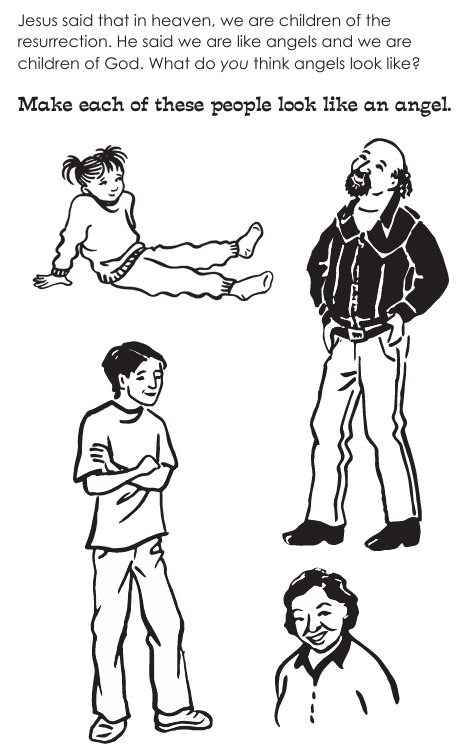 Jesus said that in heaven, we are children of the
resurrection. He said we are like angels and we are
children of God. What do you think angels look like?
Make each of these people look like an angel.